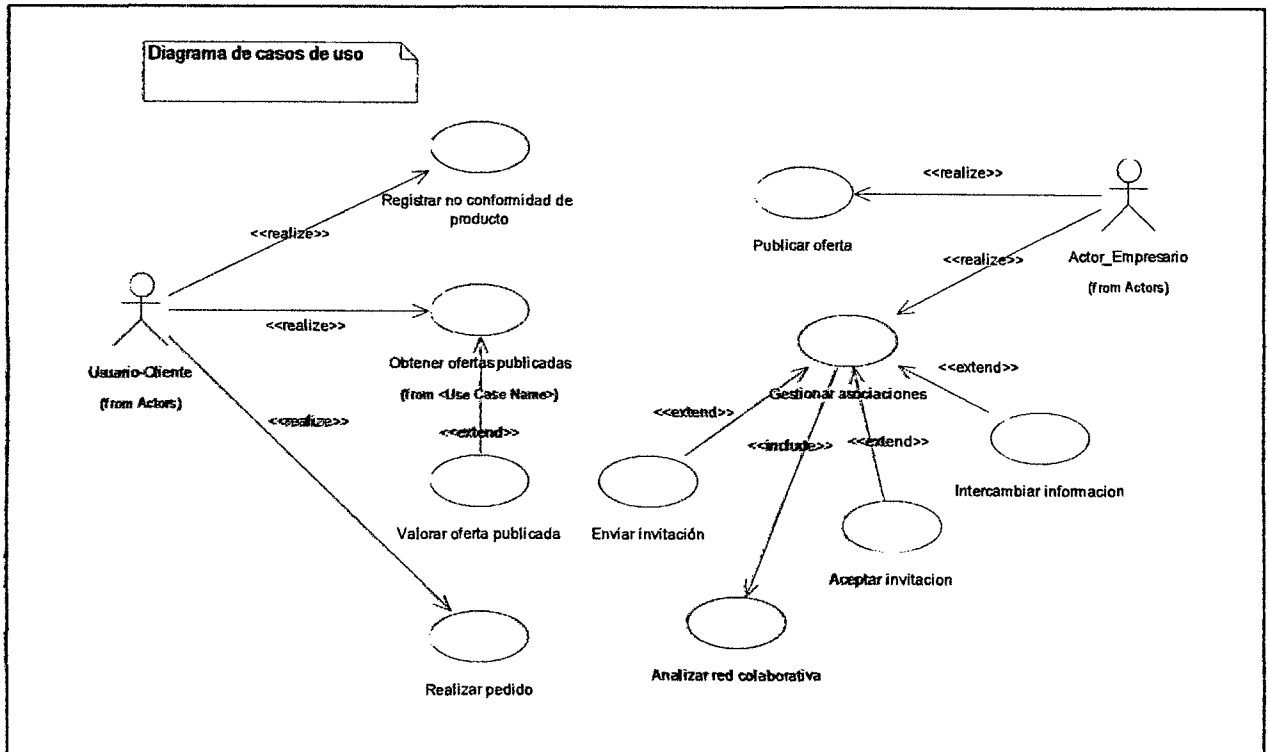 Diagrama de casos de uso
Registrar no conformidad de
producto
<<realize>>
<<realize>>
Usuario-Cliente
(from Actors)
Obtener ofertas publicadas
(from <Use Case Name>)
<<realize>>
<<extend>>
Valorar oferta publicada
Realizar pedido
<<realize>>
Publicar oferta
Actor_Empresario
(from Actors)
<<realize>>
Gestionar asociaciones
<<extend>>
<<extend>>
<<include>>
<<extend>>
Enviar invitación
Intercambiar informacion
Aceptar invitacion
Analizar red colaborativa